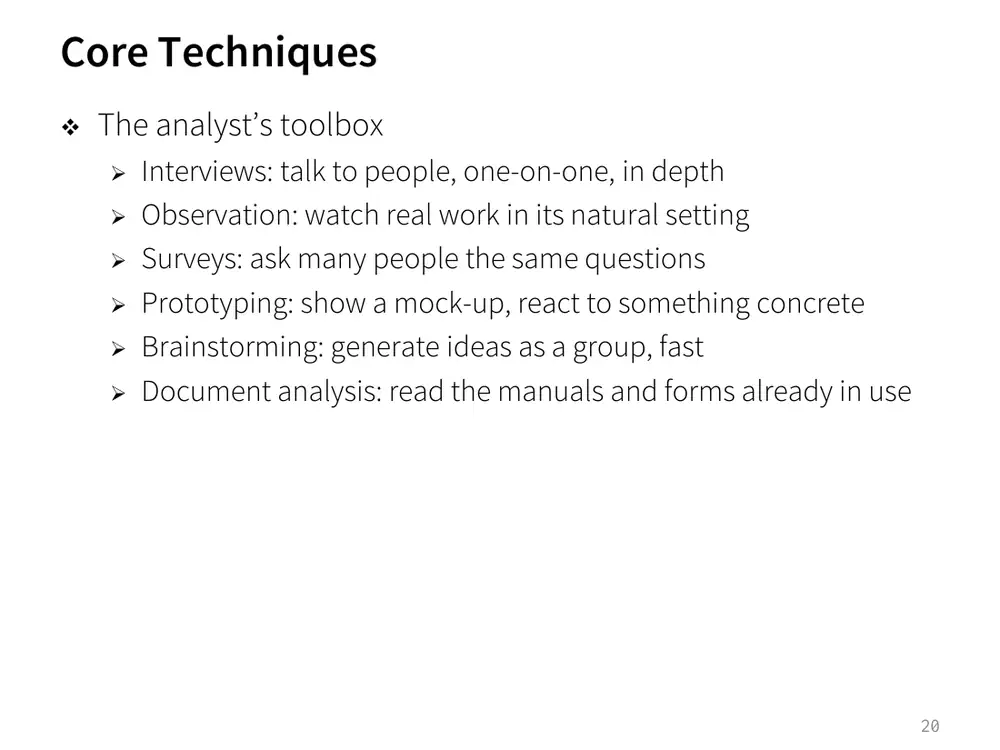 Core Techniques
❖ The analyst’s toolbox
➢ Interviews: talk to people, one-on-one, in depth
➢ Observation: watch real work in its natural setting
➢ Surveys: ask many people the same questions
➢ Prototyping: show a mock-up, react to something concrete
➢ Brainstorming: generate ideas as a group, fast
➢ Document analysis: read the manuals and forms already in use
20